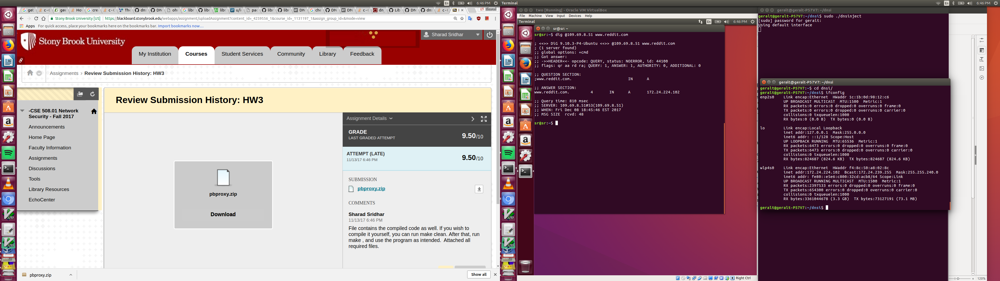 6:46 PM
Terminal
6:46 PM
Stony Brook University [US]
https://blackboard.stonybrook.edu/webapps/assignment/uploadAssignment?content_id=_4259556_1&course_id=_1131197_1&assign_group_id=&mode=view
Apps For quick access, place your bookmarks here on the bookmarks bar. Import bookmarks now...
Stony Brook University
Sharad Sridhar
My Institution
Courses
Student Services
Community
Library
Feedback
Assignments
Review Submission History: HW3
-CSE 508.01 Network
Security - Fall 2017
Announcements
Home Page
Faculty Information
Assignments
Discussions
Tools
Library Resources
EchoCenter
Review Submission History: HW3
pbproxy.zip
Download
Assignment Details
GRADE
LAST GRADED ATTEMPT
9.50/10
ATTEMPT (LATE)
11/13/17 6:46 PM
9.50/10
SUBMISSION
pbproxy.zip
COMMENTS
Sharad Sridhar
11/13/17 6:46 PM
File contains the compiled code as well. If you wish to
compile it yourself, you can run make clean. After that, run
make , and use the program as intended.  Attached all
required files.
pbproxy.zip
Show all
two [Running] - Oracle VM VirtualBox
File Machine View Input Devices Help
Terminal
6:46 PM
sr@sr: ~
sr@sr:~$ dig @109.69.8.51 www.reddit.com
; <<>> DiG 9.10.3-P4-Ubuntu <<>> @109.69.8.51 www.reddit.com
; (1 server found)
;; global options: +cmd
;; Got answer:
;; ->>HEADER<<- opcode: QUERY, status: NOERROR, id: 44100
;; flags: qr aa rd ra; QUERY: 1, ANSWER: 1, AUTHORITY: 0, ADDITIONAL: 0
;; QUESTION SECTION:
;www.reddit.com. IN A
;; ANSWER SECTION:
www.reddit.com. 4 IN A 172.24.224.102
;; Query time: 810 msec
;; SERVER: 109.69.8.51#53(109.69.8.51)
;; WHEN: Fri Dec 08 18:45:46 EST 2017
;; MSG SIZE  rcvd: 48
sr@sr:~$
Right Ctrl
geralt@geralt-P57V7: ~/dnsi
geralt@geralt-P57V7:~/dnsi$ sudo ./dnsinject
[sudo] password for geralt:
Using default interface
geralt@geralt-P57V7: ~/dnsi
geralt@geralt-P57V7:~$ cd dnsi/
geralt@geralt-P57V7:~/dnsi$ ifconfig
enp2s0 Link encap:Ethernet  HWaddr 1c:1b:0d:98:12:c6
UP BROADCAST MULTICAST  MTU:1500  Metric:1
RX packets:0 errors:0 dropped:0 overruns:0 frame:0
TX packets:0 errors:0 dropped:0 overruns:0 carrier:0
collisions:0 txqueuelen:1000
RX bytes:0 (0.0 B)  TX bytes:0 (0.0 B)
lo Link encap:Local Loopback
inet addr:127.0.0.1  Mask:255.0.0.0
inet6 addr: ::1/128 Scope:Host
UP LOOPBACK RUNNING  MTU:65536  Metric:1
RX packets:6473 errors:0 dropped:0 overruns:0 frame:0
TX packets:6473 errors:0 dropped:0 overruns:0 carrier:0
collisions:0 txqueuelen:1000
RX bytes:824687 (824.6 KB)  TX bytes:824687 (824.6 KB)
wlp4s0 Link encap:Ethernet  HWaddr f4:8c:50:a8:02:8c
inet addr:172.24.224.102  Bcast:172.24.239.255  Mask:255.255.240.0
inet6 addr: fe80::e5e6:c800:32cd:acb8/64 Scope:Link
UP BROADCAST RUNNING MULTICAST  MTU:1500  Metric:1
RX packets:2397533 errors:0 dropped:0 overruns:0 frame:0
TX packets:654300 errors:0 dropped:0 overruns:0 carrier:0
collisions:0 txqueuelen:1000
RX bytes:3361044678 (3.3 GB)  TX bytes:73127191 (73.1 MB)
geralt@geralt-P57V7:~/dnsi$
120%